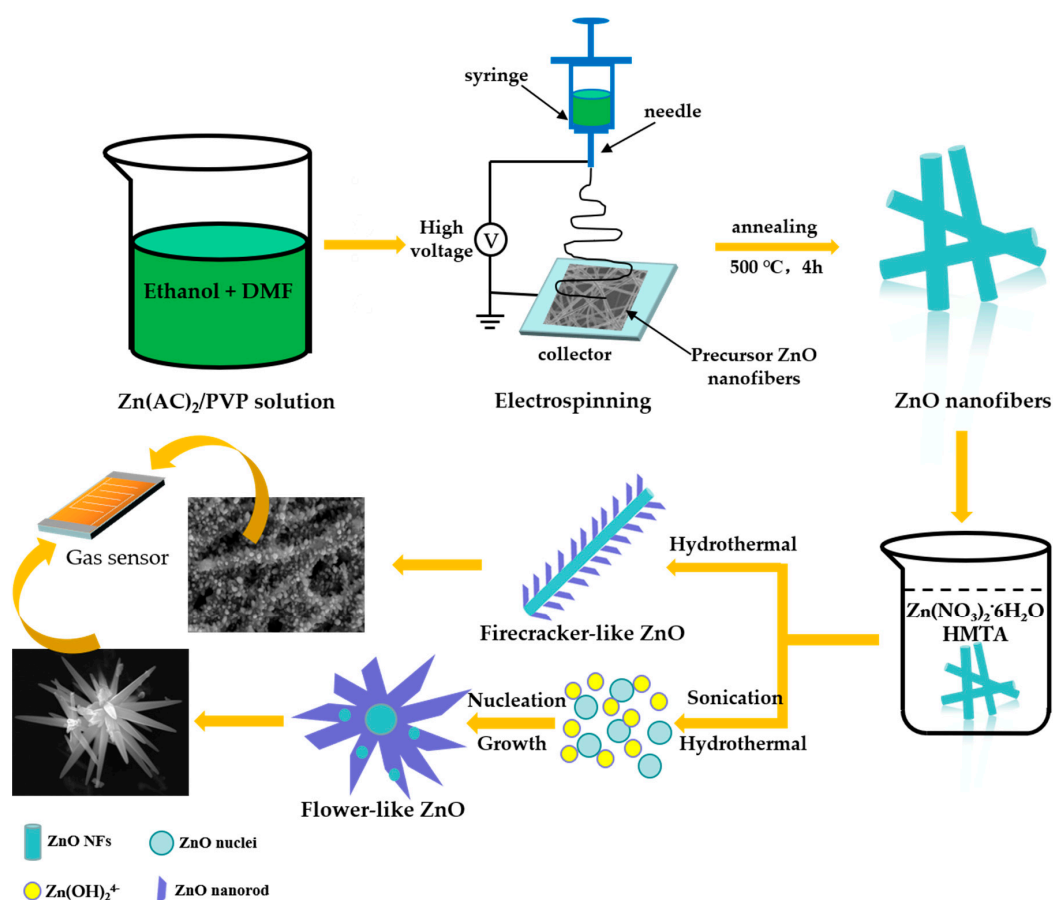 syringe
needle
High
voltage
V
Ethanol + DMF
annealing
500 ℃，4h
collector
Precursor ZnO
nanofibers
Zn(AC)₂/PVP solution
Electrospinning
ZnO nanofibers
Gas sensor
Hydrothermal
Firecracker-like ZnO
Zn(NO₃)₂·6H₂O
HMTA
Nucleation
Growth
Sonication
Hydrothermal
Flower-like ZnO
ZnO NFs
ZnO nuclei
Zn(OH)₂⁴⁻
ZnO nanorod